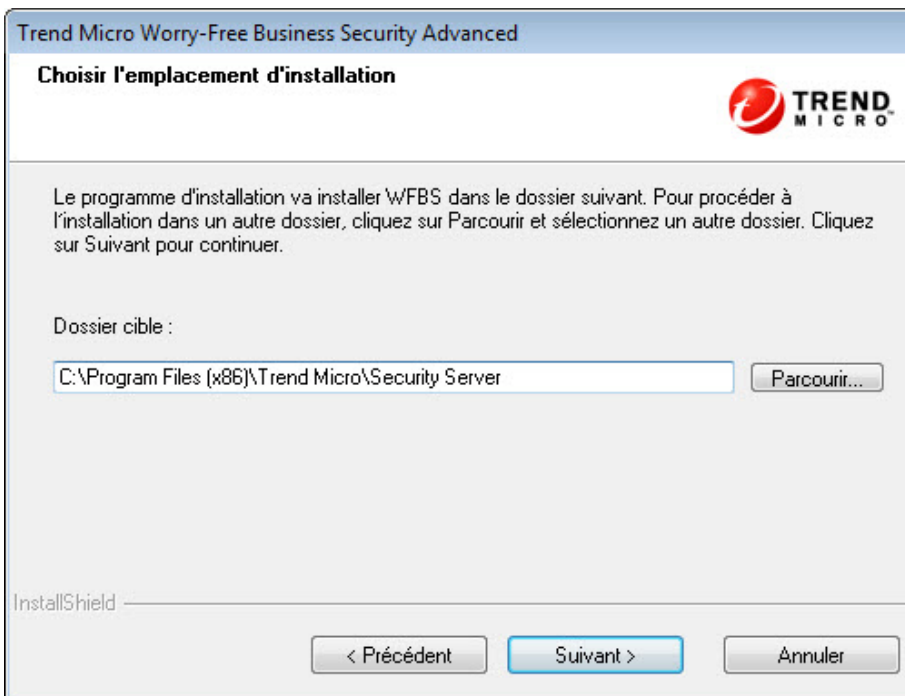 Trend Micro Worry-Free Business Security Advanced
Choisir l'emplacement d'installation
TREND
MICRO
Le programme d'installation va installer WFBS dans le dossier suivant. Pour procéder à
l'installation dans un autre dossier, cliquez sur Parcourir et sélectionnez un autre dossier. Cliquez
sur Suivant pour continuer.
Dossier cible :
C:\Program Files (x86)\Trend Micro\Security Server
Parcourir...
InstallShield
< Précédent
Suivant >
Annuler